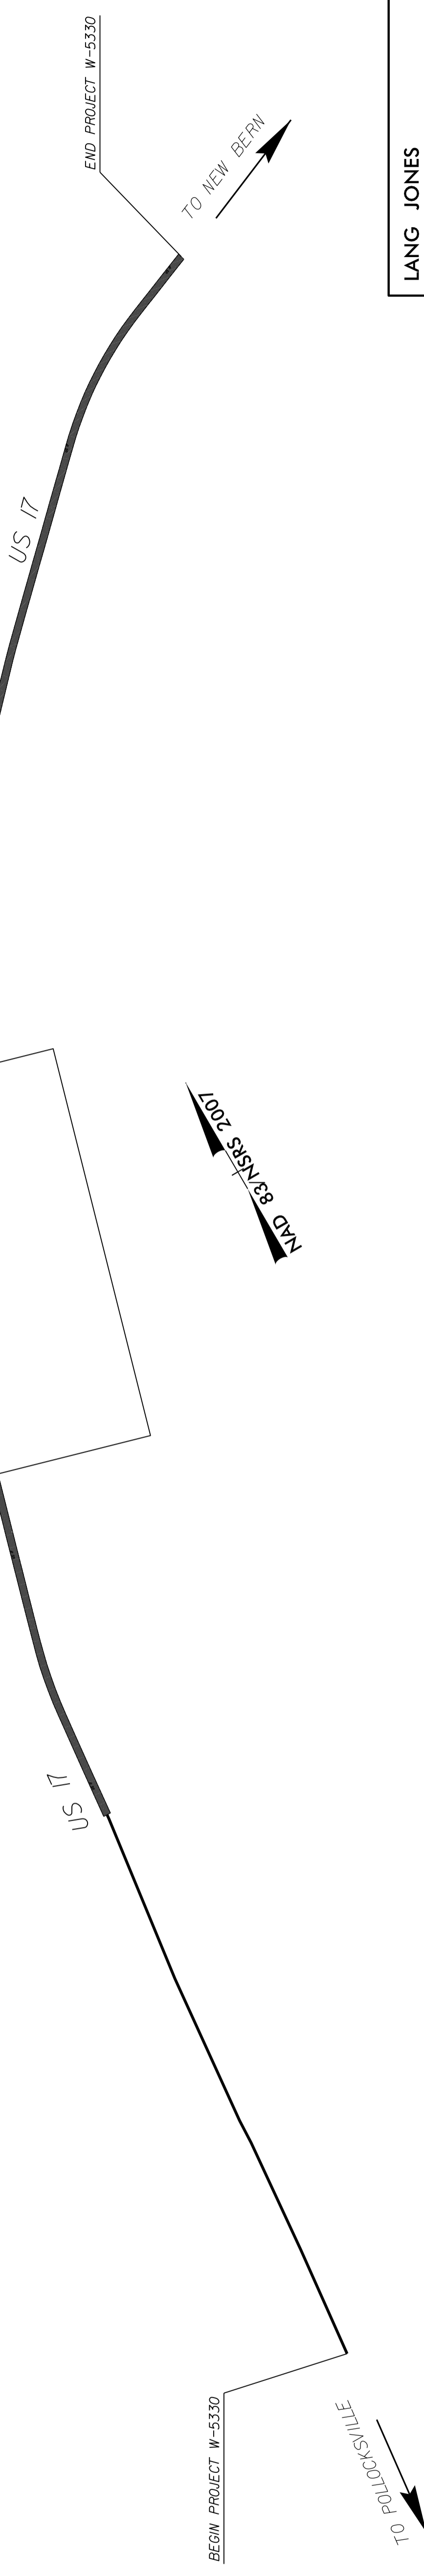 END PROJECT W-5330
TO NEW BERN
LANG JONES
US 17
NAD 83/NSRS 2007
US 17
BEGIN PROJECT W-5330
TO POLLOCKSVILLE